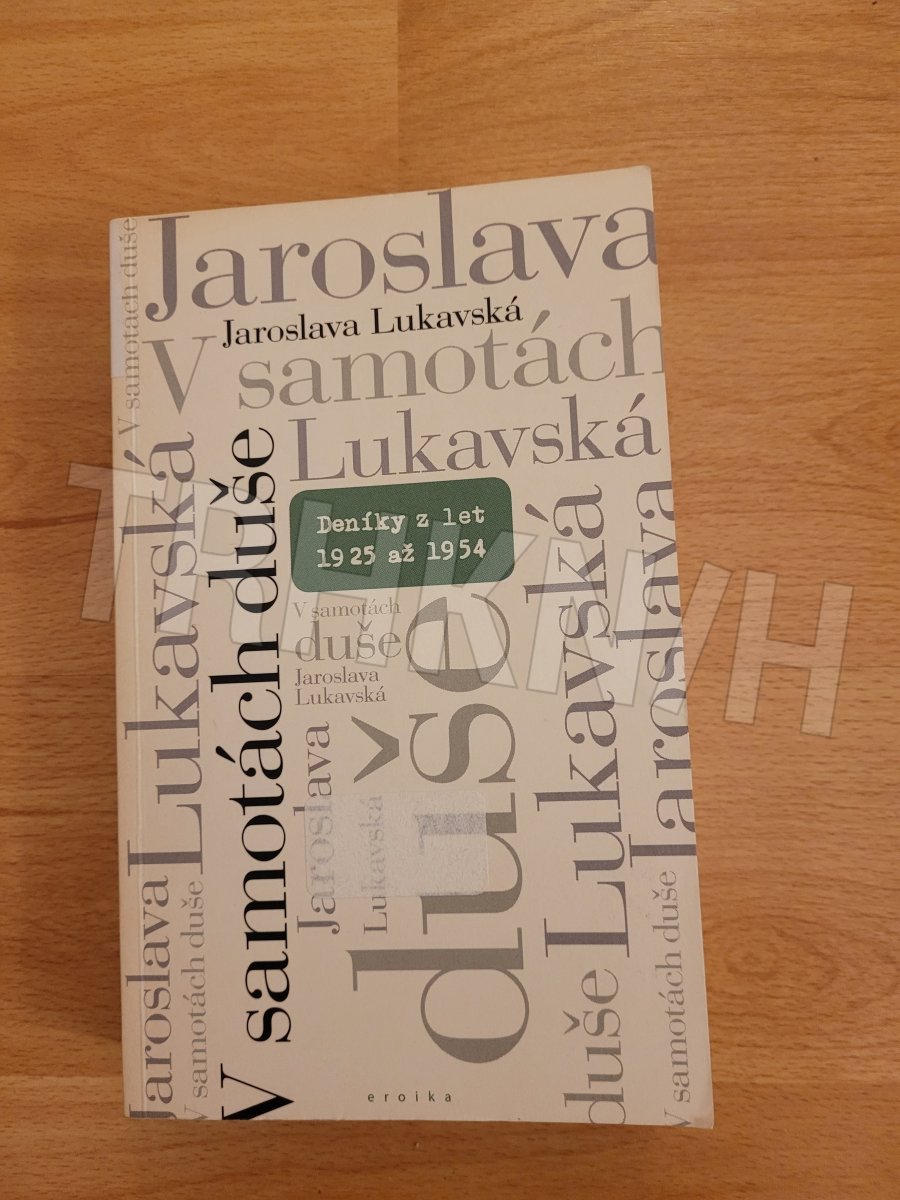 Jaroslava
Jaroslava Lukavská
V samotách
Lukavská
V samotách duše
Lukavská
V samotách duše
Deníky z let
1925 až 1954
V samotách
duše
Jaroslava
Lukavská
Jaroslava
Lukavská
duše
Lukavská
Jaroslava
Jaroslava
V samotách duše
duše
V samotách duše
eroika
TRHKNIH